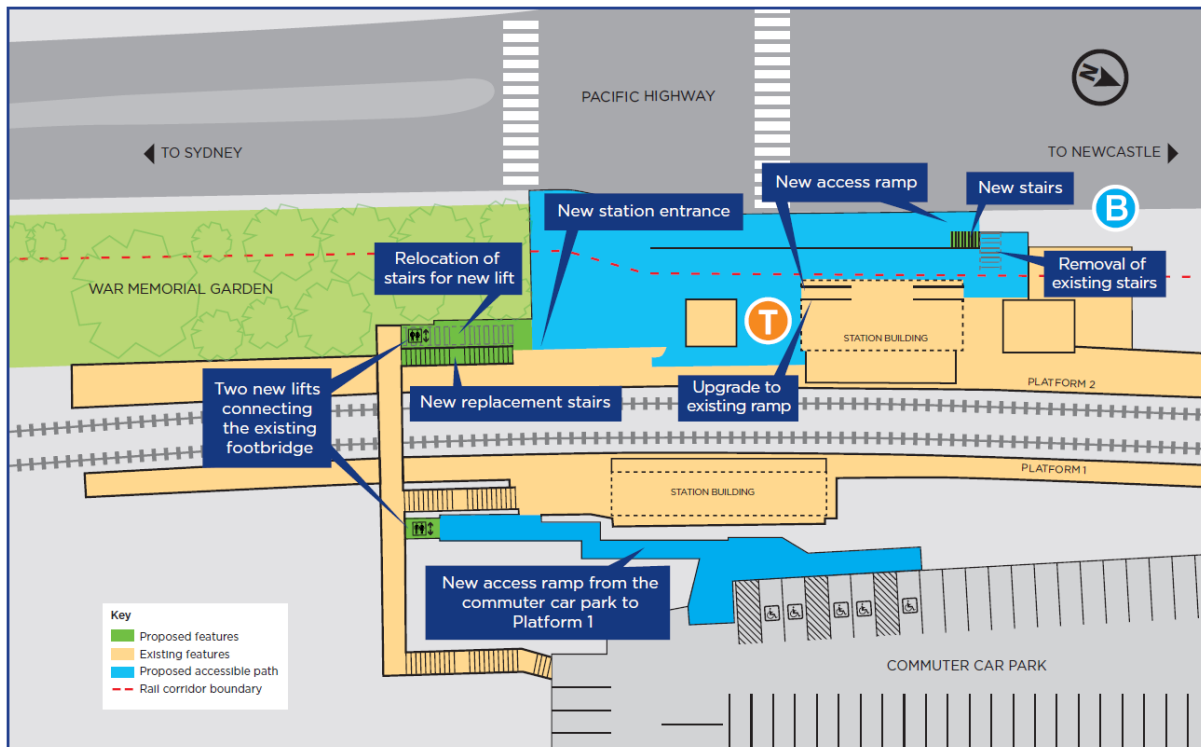 PACIFIC HIGHWAY
N
TO SYDNEY
TO NEWCASTLE
New access ramp
New stairs
B
New station entrance
Relocation of
stairs for new lift
Removal of
existing stairs
WAR MEMORIAL GARDEN
T
STATION BUILDING
Two new lifts
connecting
the existing
footbridge
New replacement stairs
Upgrade to
existing ramp
PLATFORM 2
PLATFORM 1
STATION BUILDING
New access ramp from the
commuter car park to
Platform 1
Key
Proposed features
Existing features
Proposed accessible path
Rail corridor boundary
COMMUTER CAR PARK